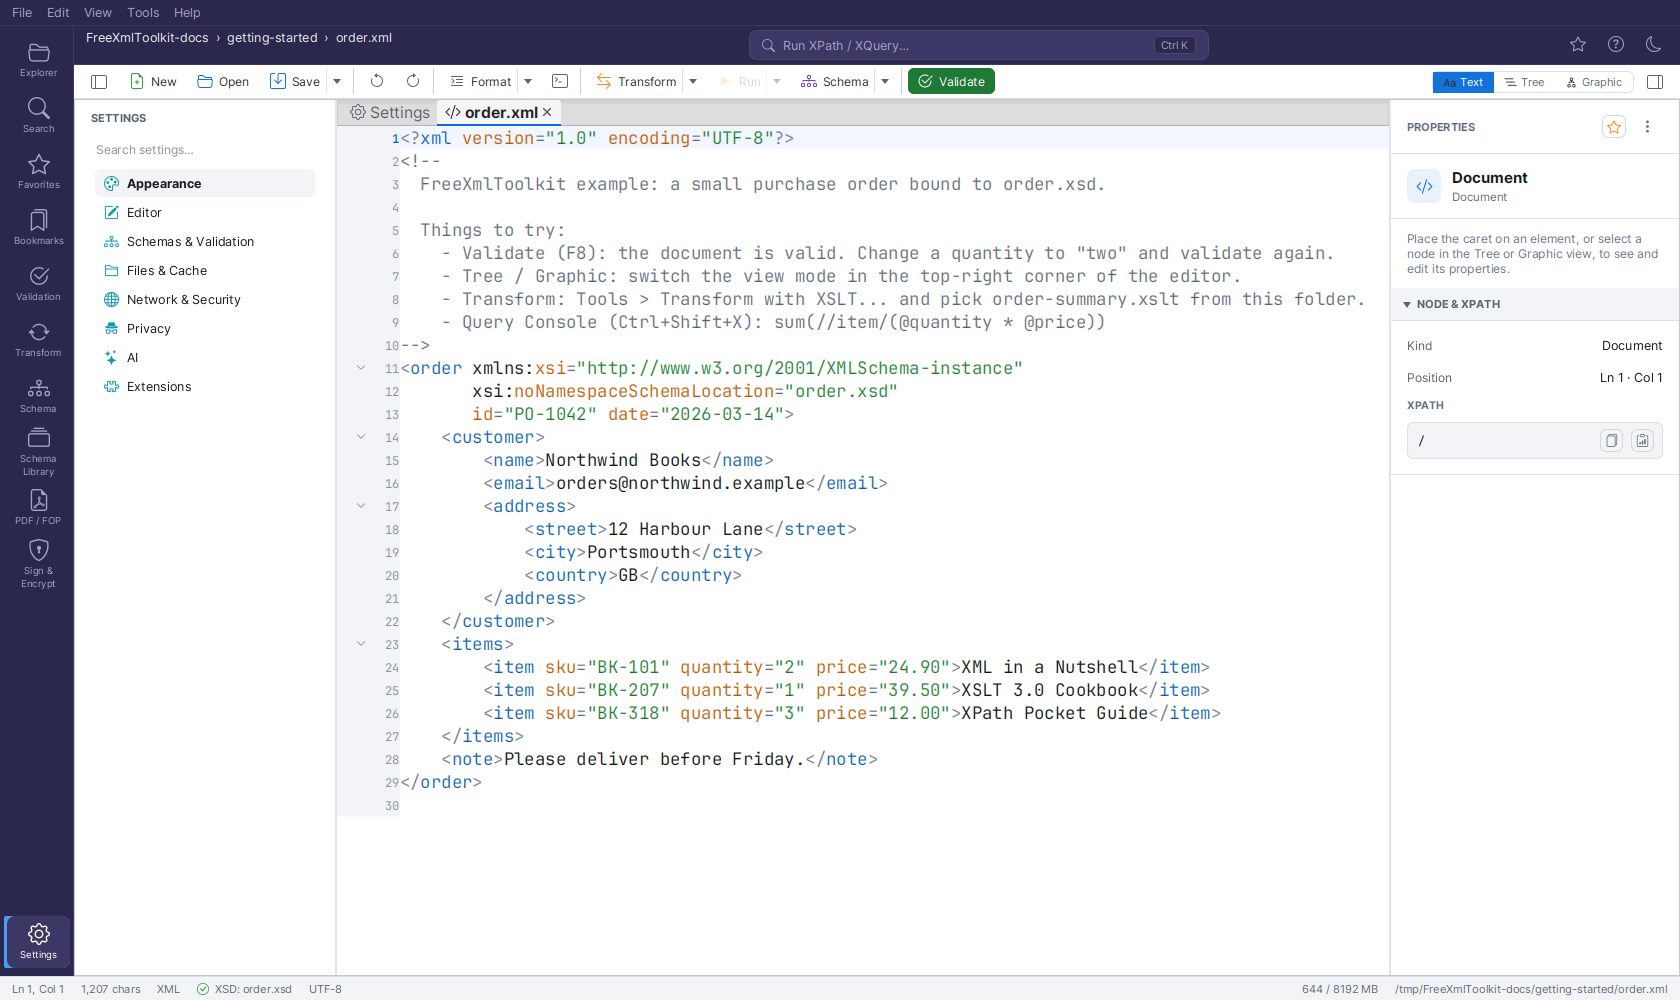 File Edit View Tools Help
FreeXmlToolkit-docs › getting-started › order.xml
Run XPath / XQuery... Ctrl K
New Open Save Format Transform Run Schema Validate
Aa Text Tree Graphic
Explorer
Search
Favorites
Bookmarks
Validation
Transform
Schema
Schema
Library
PDF / FOP
Sign &
Encrypt
Settings
SETTINGS
Search settings...
Appearance
Editor
Schemas & Validation
Files & Cache
Network & Security
Privacy
AI
Extensions
Settings </> order.xml ×
1 <?xml version="1.0" encoding="UTF-8"?>
2 <!--
3 FreeXmlToolkit example: a small purchase order bound to order.xsd.
4
5 Things to try:
6 - Validate (F8): the document is valid. Change a quantity to "two" and validate again.
7 - Tree / Graphic: switch the view mode in the top-right corner of the editor.
8 - Transform: Tools > Transform with XSLT... and pick order-summary.xslt from this folder.
9 - Query Console (Ctrl+Shift+X): sum(//item/(@quantity * @price))
10 -->
11 <order xmlns:xsi="http://www.w3.org/2001/XMLSchema-instance"
12 xsi:noNamespaceSchemaLocation="order.xsd"
13 id="PO-1042" date="2026-03-14">
14 <customer>
15 <name>Northwind Books</name>
16 <email>orders@northwind.example</email>
17 <address>
18 <street>12 Harbour Lane</street>
19 <city>Portsmouth</city>
20 <country>GB</country>
21 </address>
22 </customer>
23 <items>
24 <item sku="BK-101" quantity="2" price="24.90">XML in a Nutshell</item>
25 <item sku="BK-207" quantity="1" price="39.50">XSLT 3.0 Cookbook</item>
26 <item sku="BK-318" quantity="3" price="12.00">XPath Pocket Guide</item>
27 </items>
28 <note>Please deliver before Friday.</note>
29 </order>
30
PROPERTIES
</> Document
Document
Place the caret on an element, or select a
node in the Tree or Graphic view, to see and
edit its properties.
NODE & XPATH
Kind Document
Position Ln 1 · Col 1
XPATH
/
Ln 1, Col 1 1,207 chars XML XSD: order.xsd UTF-8
644 / 8192 MB /tmp/FreeXmlToolkit-docs/getting-started/order.xml